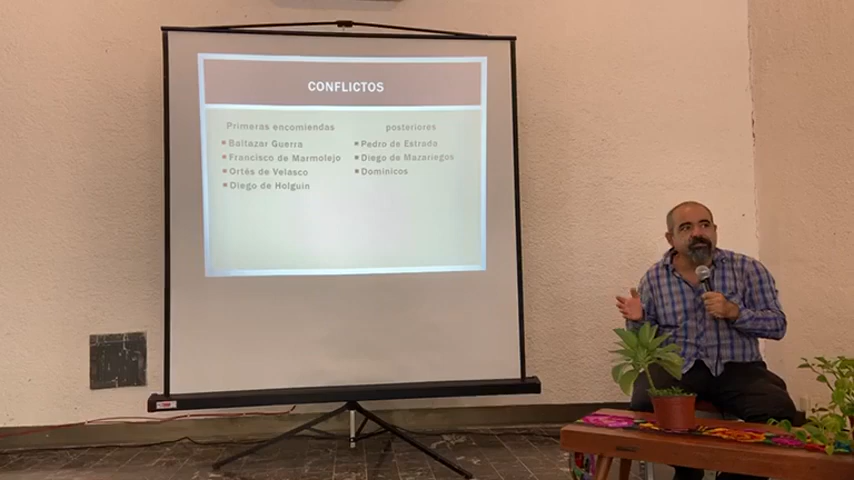 CONFLICTOS
Primeras encomiendas
Baltazar Guerra
Francisco de Marmolejo
Ortés de Velasco
Diego de Holguin
posteriores
Pedro de Estrada
Diego de Mazariegos
Dominicos